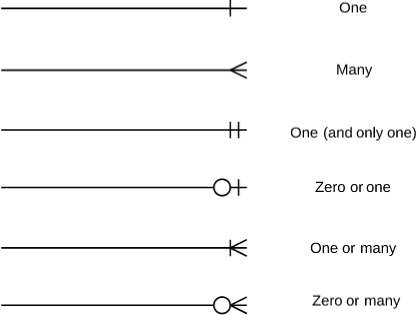 One
Many
One (and only one)
Zero or one
One or many
Zero or many